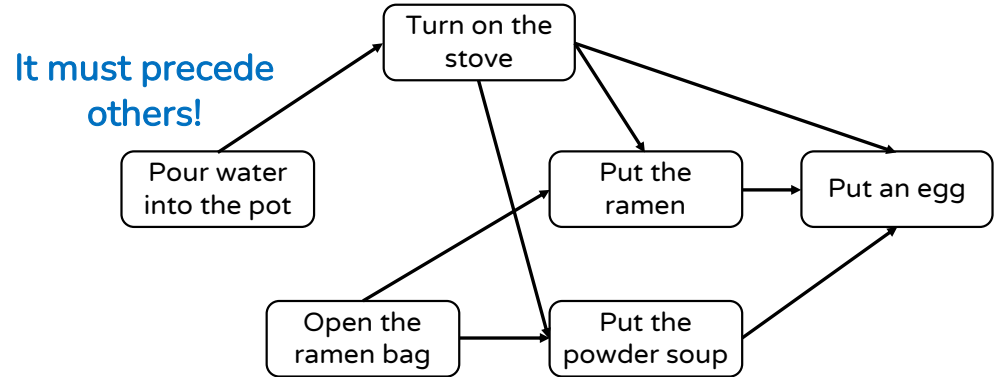 Turn on the
stove
It must precede
others!
Pour water
into the pot
Put the
ramen
Put an egg
Open the
ramen bag
Put the
powder soup